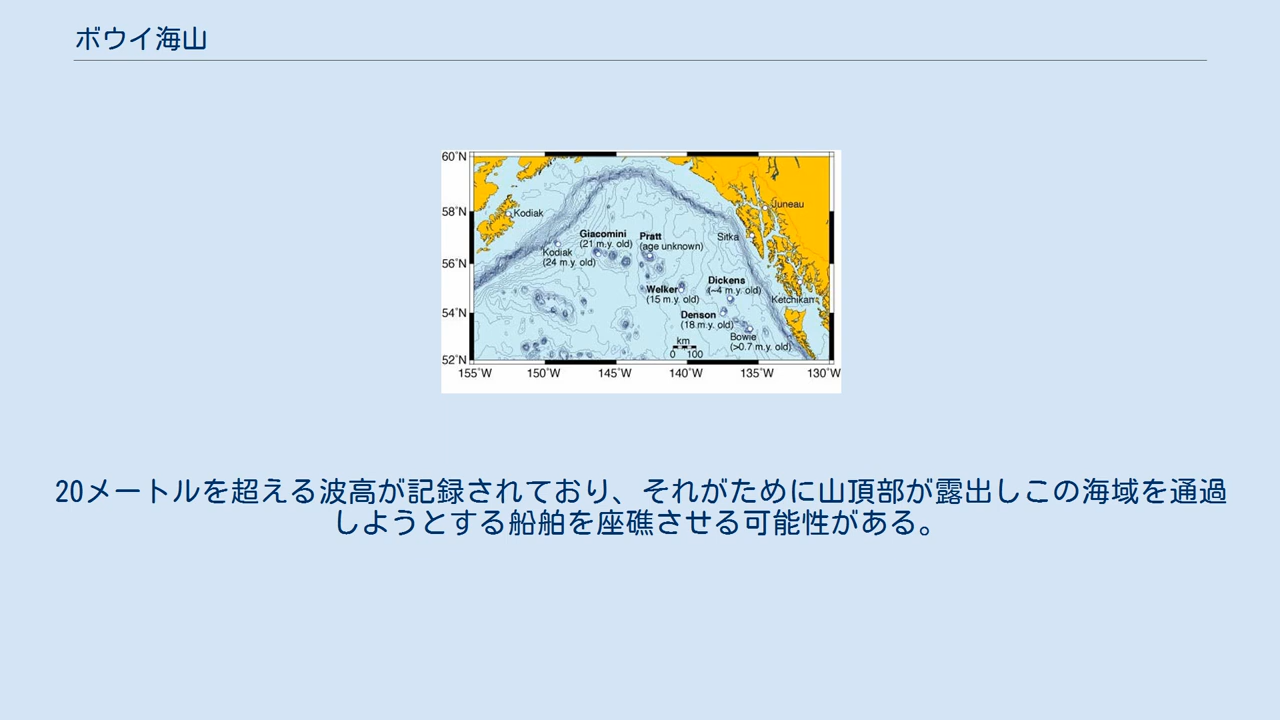 ボウイ海山
60°N
58°N
56°N
54°N
52°N
155°W
150°W
145°W
140°W
135°W
130°W
Kodiak
Juneau
Sitka
Giacomini
(21 m.y. old)
Pratt
(age unknown)
Kodiak
(24 m.y. old)
Dickens
(~4 m.y. old)
Welker
(15 m.y. old)
Ketchikan
Denson
(18 m.y. old)
Bowie
(>0.7 m.y. old)
km
0 100
20メートルを超える波高が記録されており、それがために山頂部が露出しこの海域を通過
しようとする船舶を座礁させる可能性がある。